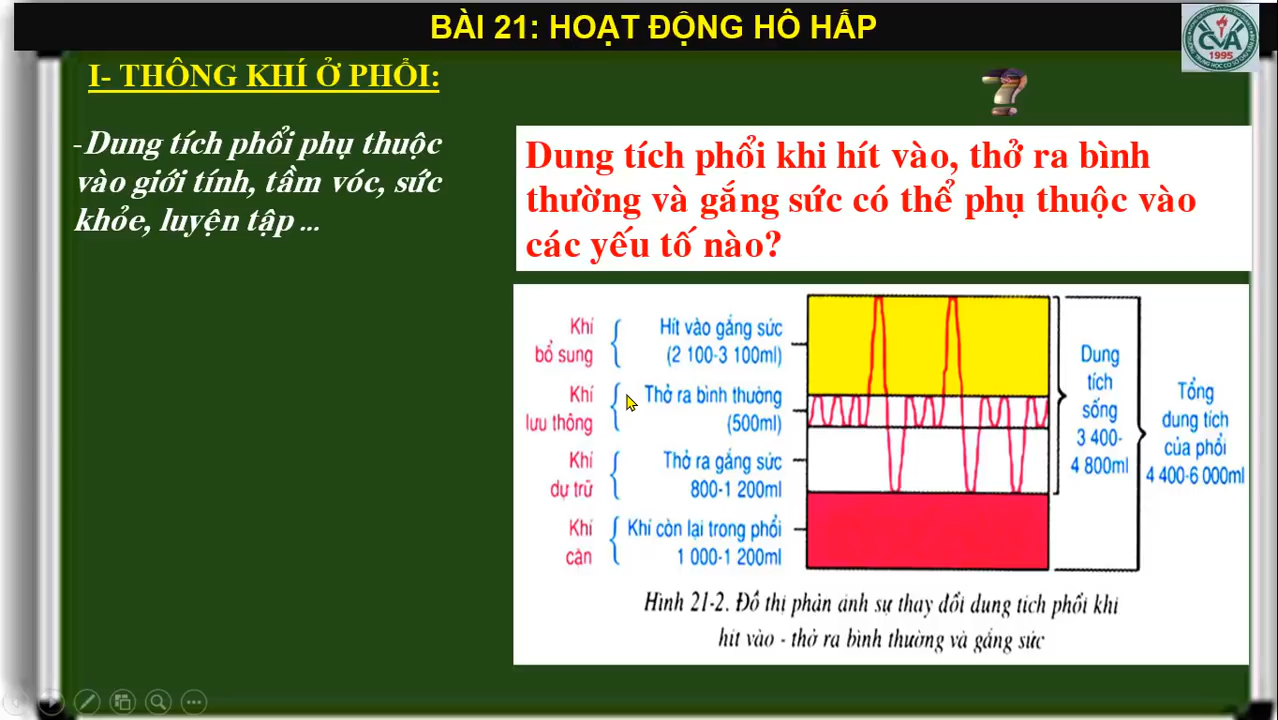 BÀI 21: HOẠT ĐỘNG HÔ HẤP
CVA
1995
I- THÔNG KHÍ Ở PHỔI:
-Dung tích phổi phụ thuộc
vào giới tính, tầm vóc, sức
khỏe, luyện tập ...
Dung tích phổi khi hít vào, thở ra bình
thường và gắng sức có thể phụ thuộc vào
các yếu tố nào?
Khí
bổ sung
Hít vào gắng sức
(2 100-3 100ml)
Khí
lưu thông
Thở ra bình thường
(500ml)
Khí
dự trữ
Thở ra gắng sức
800-1 200ml
Khí
cặn
Khí còn lại trong phổi
1 000-1 200ml
Dung
tích
sống
3 400-
4 800ml
Tổng
dung tích
của phổi
4 400-6 000ml
Hình 21-2. Đồ thị phản ánh sự thay đổi dung tích phổi khi
hít vào - thở ra bình thường và gắng sức